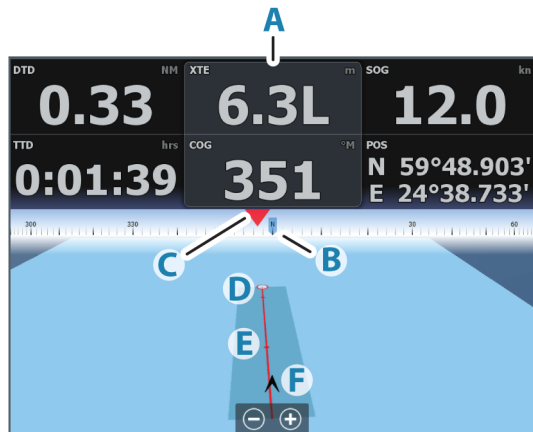 A
DTD NM XTE m SOG kn
0.33 6.3L 12.0
TTD hrs COG °M POS
0:01:39 351 N 59°48.903'
E 24°38.733'
300 330 N 30 60
C B
D
E
F